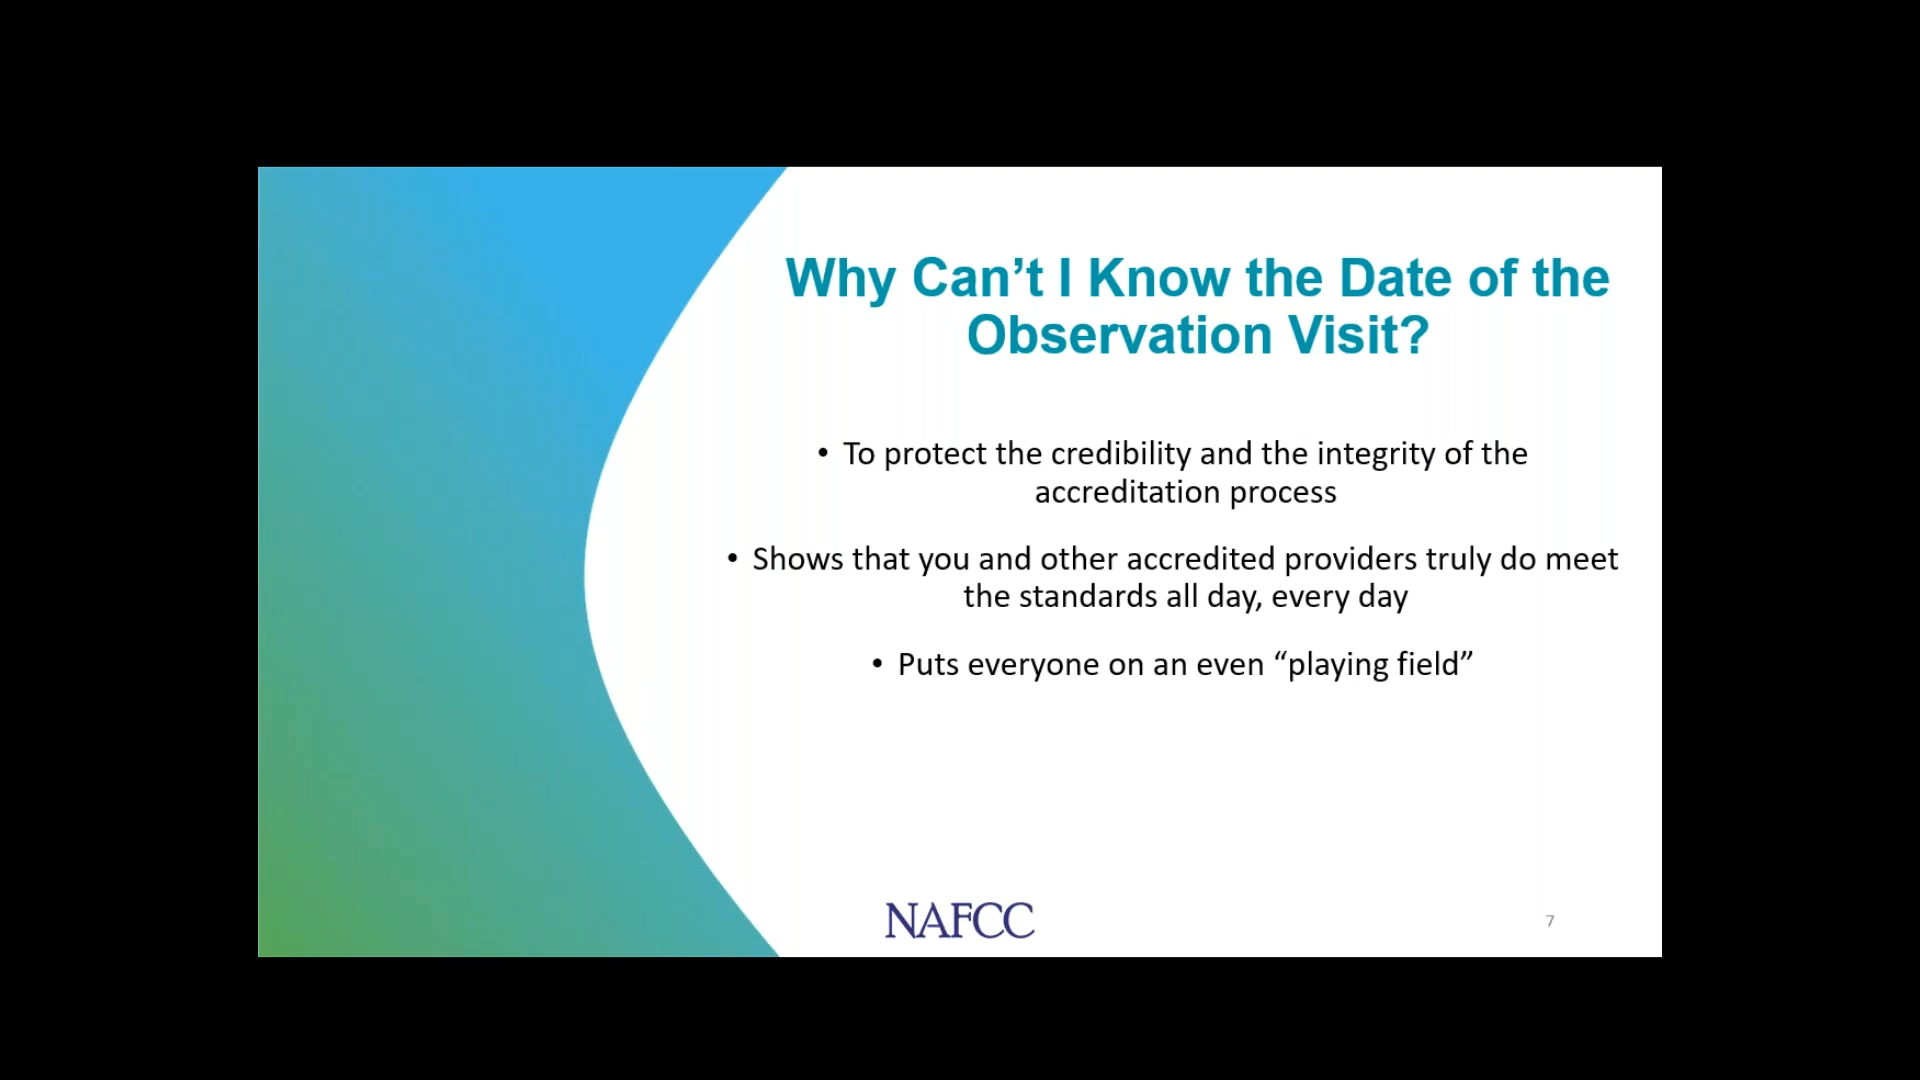 Why Can’t I Know the Date of the
Observation Visit?
• To protect the credibility and the integrity of the
accreditation process
• Shows that you and other accredited providers truly do meet
the standards all day, every day
• Puts everyone on an even “playing field”
NAFCC
7